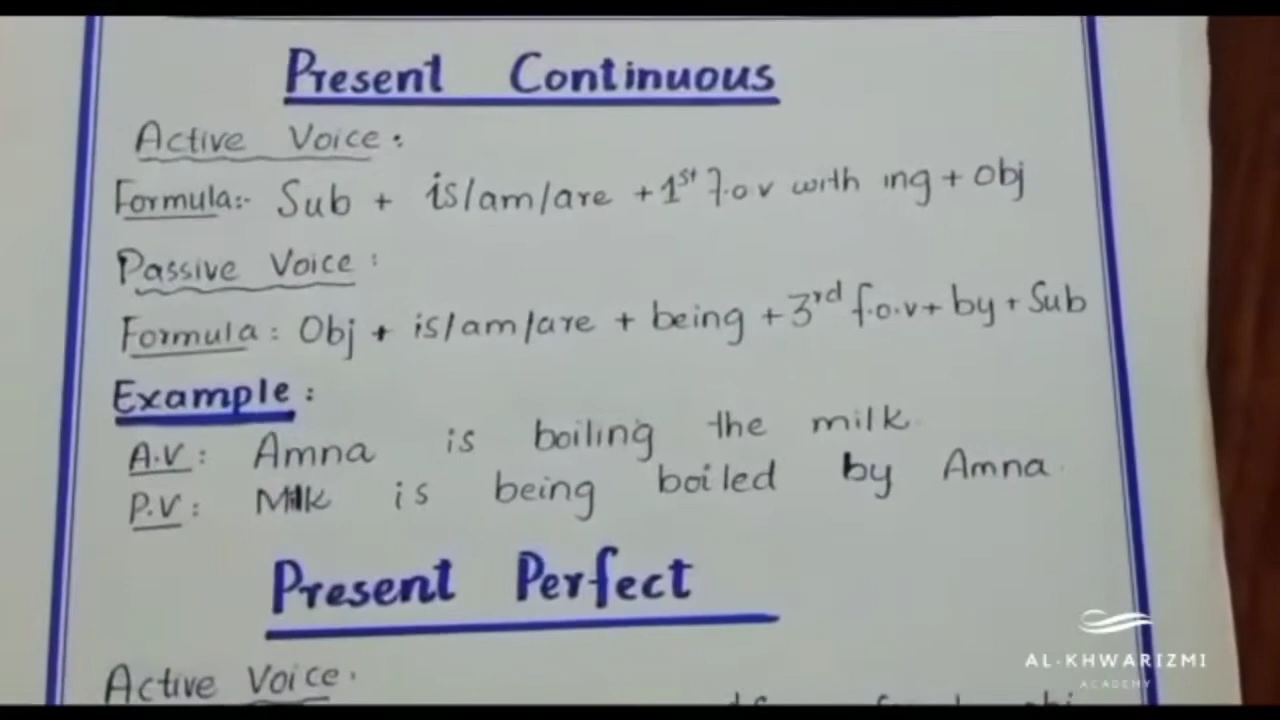 Present Continuous
Active Voice:
Formula:- Sub + is/am/are + 1st f.o.v with ing + obj
Passive Voice:
Formula: Obj + is/am/are + being + 3rd f.o.v + by + Sub
Example:
A.V: Amna is boiling the milk.
P.V: Milk is being boiled by Amna.
Present Perfect
Active Voice.
AL-KHWARIZMI
ACADEMY